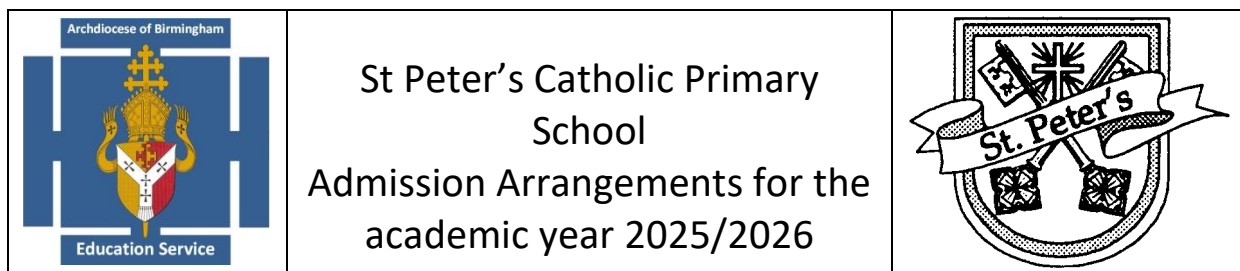 Archdiocese of Birmingham
Education Service
St Peter’s Catholic Primary
School
Admission Arrangements for the
academic year 2025/2026
St. Peter's